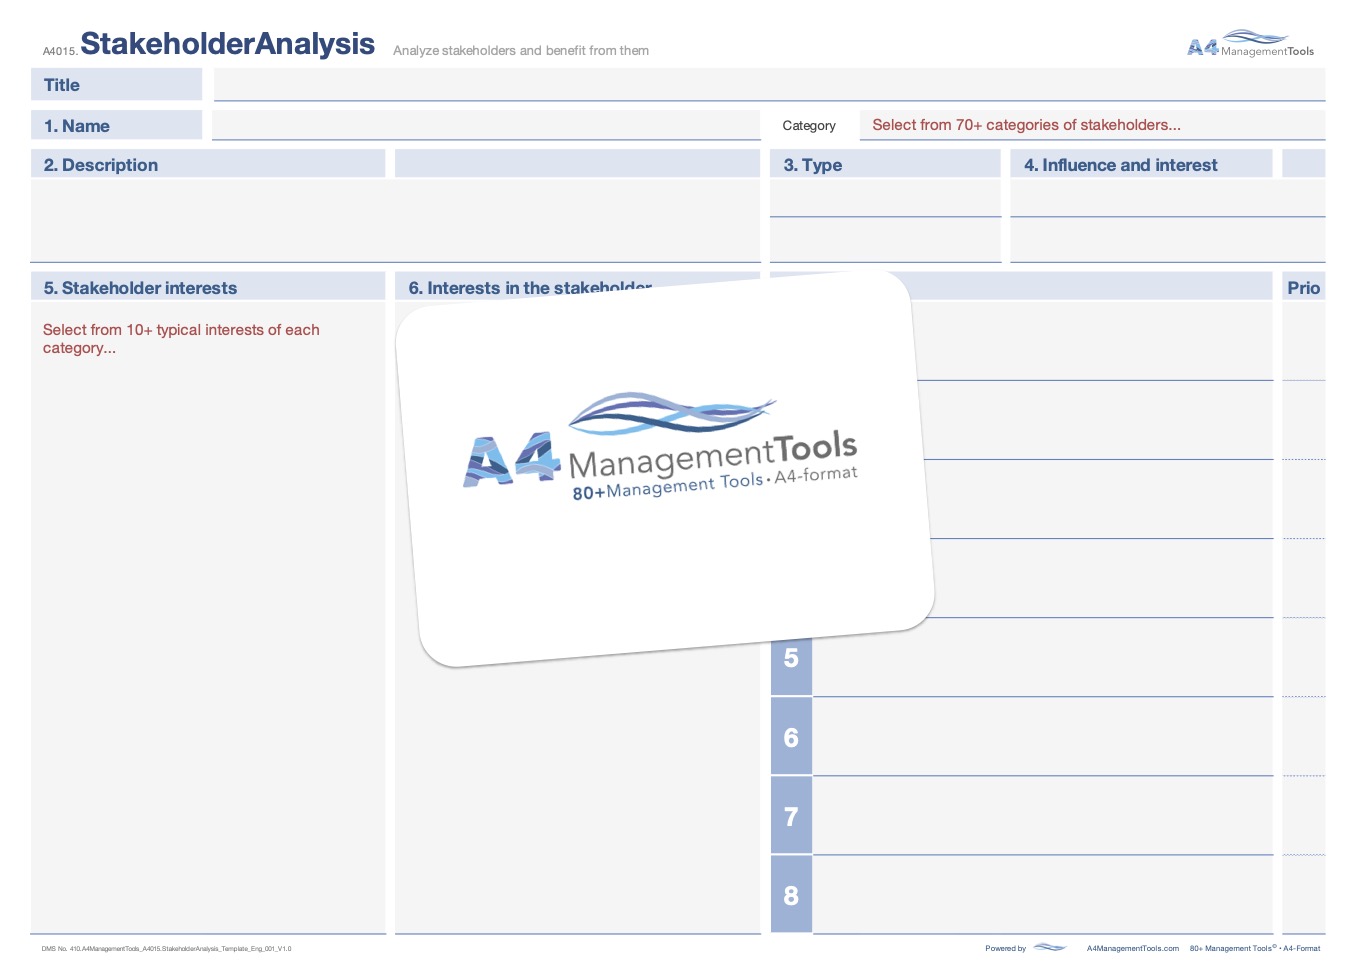 A4015. StakeholderAnalysis Analyze stakeholders and benefit from them
A4 ManagementTools
Title
1. Name
Category
Select from 70+ categories of stakeholders...
2. Description
3. Type
4. Influence and interest
5. Stakeholder interests
6. Interests in the stakeholder
Prio
Select from 10+ typical interests of each
category...
A4 ManagementTools
80+Management Tools · A4-format
5
6
7
8
DMS No. 410.A4ManagementTools_A4015.StakeholderAnalysis_Template_Eng_001_V1.0
Powered by
A4ManagementTools.com 80+ Management Tools© · A4-Format